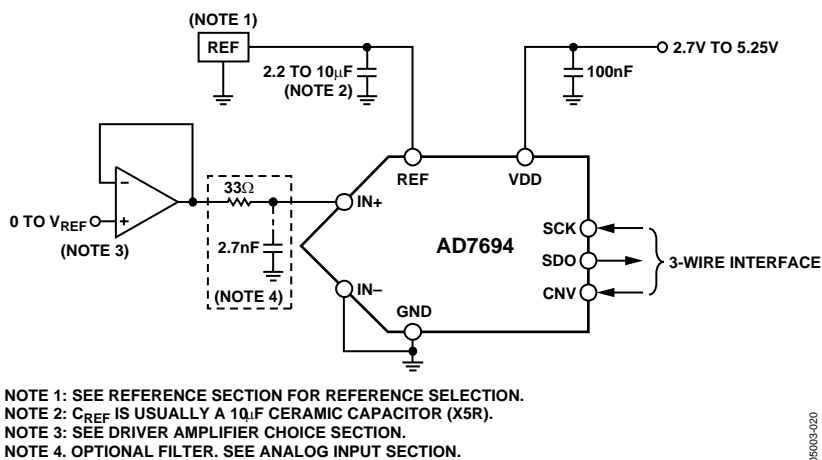 (NOTE 1)
REF
2.2 TO 10μF
(NOTE 2)
100nF
2.7V TO 5.25V
REF
VDD
–
+
0 TO VREF
(NOTE 3)
33Ω
2.7nF
(NOTE 4)
IN+
IN–
AD7694
GND
SCK
SDO
CNV
3-WIRE INTERFACE
NOTE 1: SEE REFERENCE SECTION FOR REFERENCE SELECTION.
NOTE 2: CREF IS USUALLY A 10μF CERAMIC CAPACITOR (X5R).
NOTE 3: SEE DRIVER AMPLIFIER CHOICE SECTION.
NOTE 4. OPTIONAL FILTER. SEE ANALOG INPUT SECTION.
05003-020